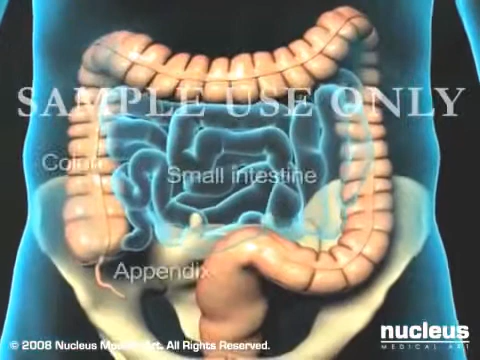 SAMPLE USE ONLY
Colon
Small intestine
Appendix
nucleus
MEDICAL ART
© 2008 Nucleus Medical Art. All Rights Reserved.